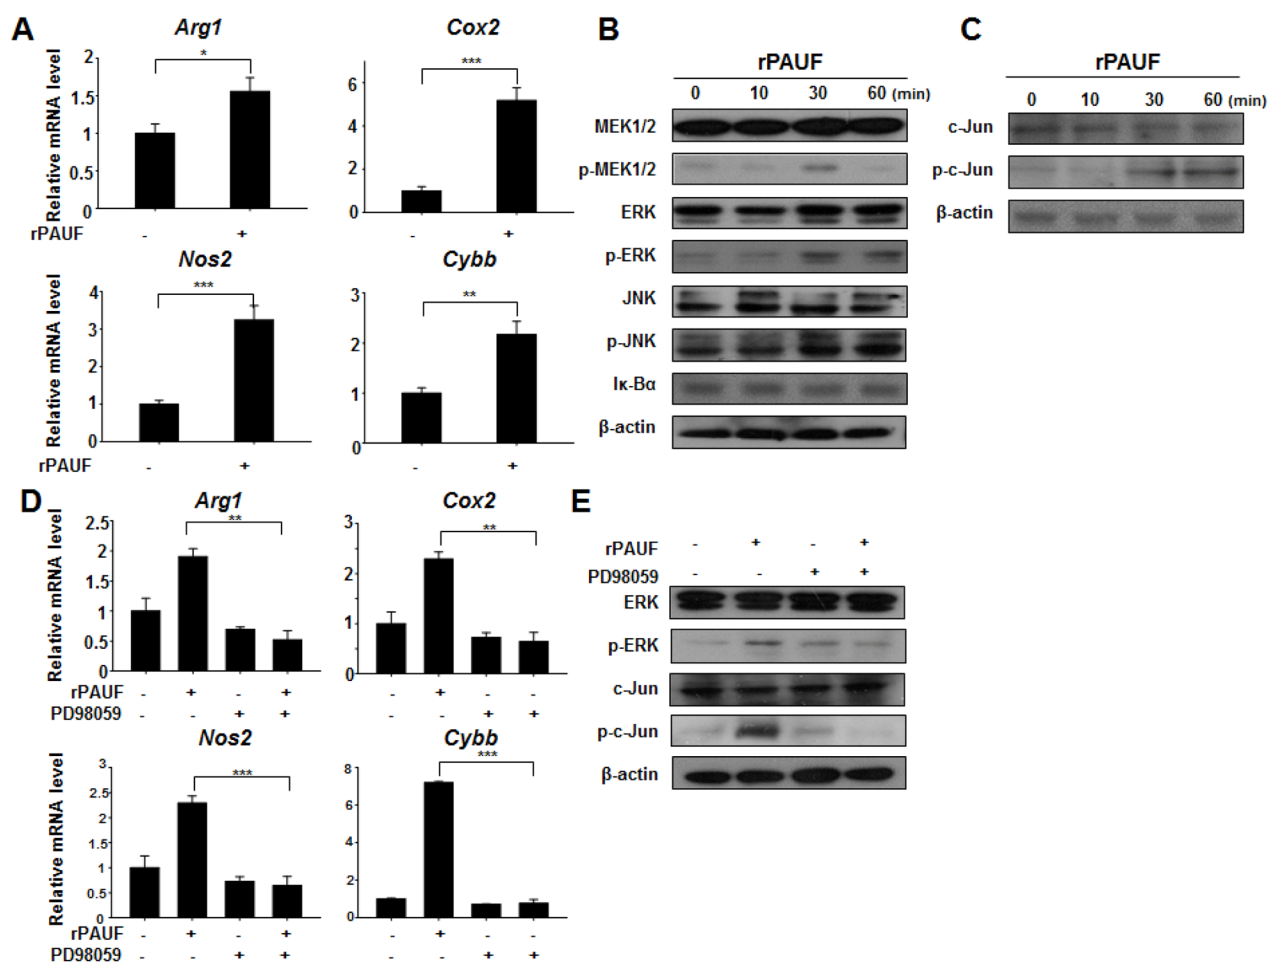 A
Arg1
Relative mRNA level
2
1.5
1
0.5
0
*
rPAUF - +
Cox2
6
4
2
0
***
- +
Nos2
Relative mRNA level
4
3
2
1
0
***
rPAUF - +
Cybb
3
2
1
0
**
- +
B
rPAUF
0 10 30 60 (min)
MEK1/2
p-MEK1/2
ERK
p-ERK
JNK
p-JNK
Iκ-Bα
β-actin
C
rPAUF
0 10 30 60 (min)
c-Jun
p-c-Jun
β-actin
D
Arg1
Relative mRNA level
2.5
2
1.5
1
0.5
0
**
rPAUF - + - +
PD98059 - - + +
Cox2
3
2
1
0
**
- + - +
- - + +
Nos2
Relative mRNA level
3
2.5
2
1
0.5
0
***
rPAUF - + - +
PD98059 - - + +
Cybb
8
6
4
2
0
***
- + - +
- - + +
E
rPAUF - + - +
PD98059 - - + +
ERK
p-ERK
c-Jun
p-c-Jun
β-actin